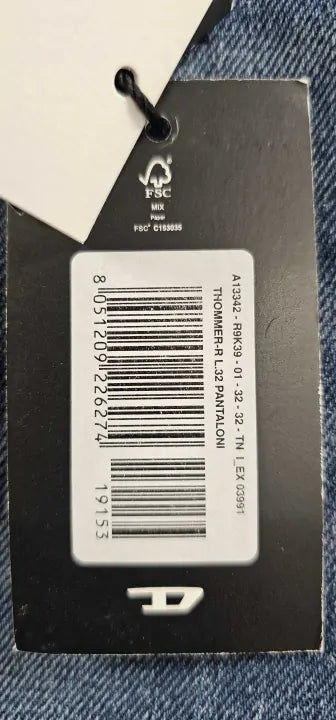 FSC
MIX
Paper
FSC® C153035
A13342 - R9K39 - 01 - 32 - 32 - TN I_EX 03991
THOMMER-R L.32 PANTALONI
8 051209 226274
19153
D